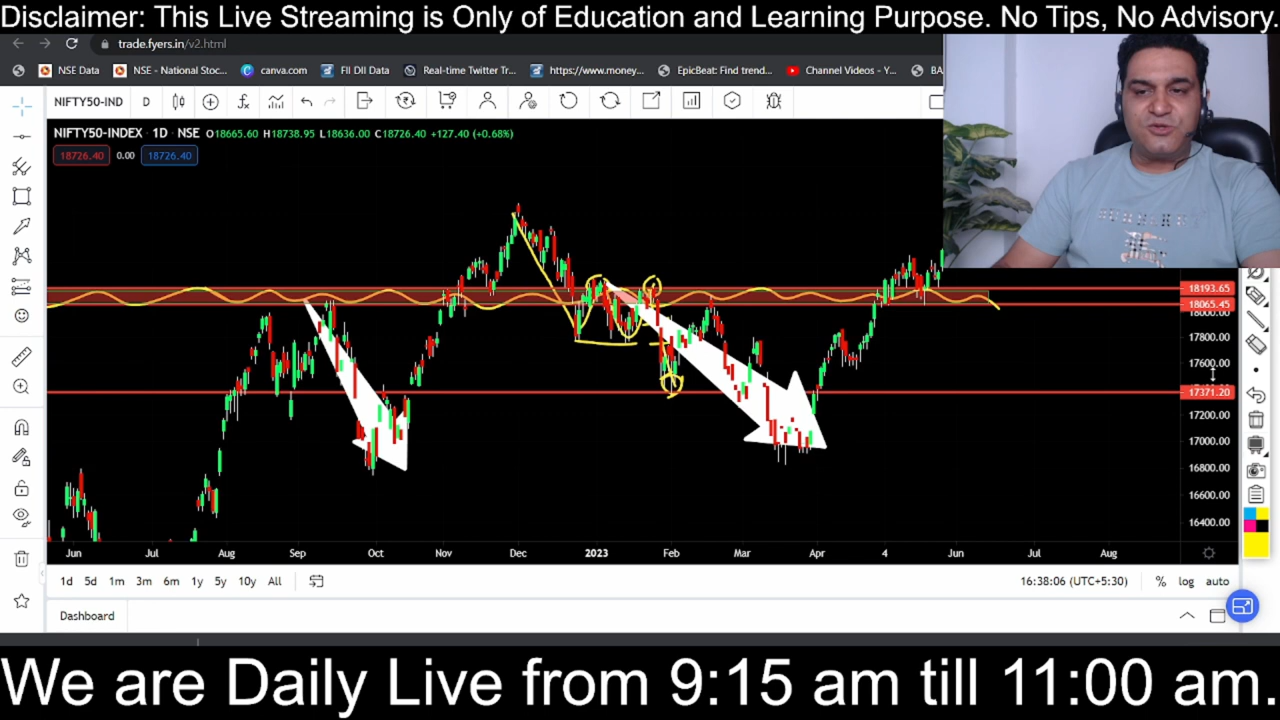 Disclaimer: This Live Streaming is Only of Education and Learning Purpose. No Tips, No Advisory.
trade.fyers.in/v2.html
NSE Data NSE - National Stoc... canva.com FII DII Data Real-time Twitter Tr... https://www.money... EpicBeat: Find trend... Channel Videos - Y... BA
NIFTY50-IND D
NIFTY50-INDEX · 1D · NSE O18665.60 H18738.95 L18636.00 C18726.40 +127.40 (+0.68%)
18726.40 0.00 18726.40
18193.65
18065.45
18000.00
17800.00
17600.00
17371.20
17200.00
17000.00
16800.00
16600.00
16400.00
Jun Jul Aug Sep Oct Nov Dec 2023 Feb Mar Apr 4 Jun Jul Aug
1d 5d 1m 3m 6m 1y 5y 10y All 16:38:06 (UTC+5:30) % log auto
Dashboard
We are Daily Live from 9:15 am till 11:00 am.